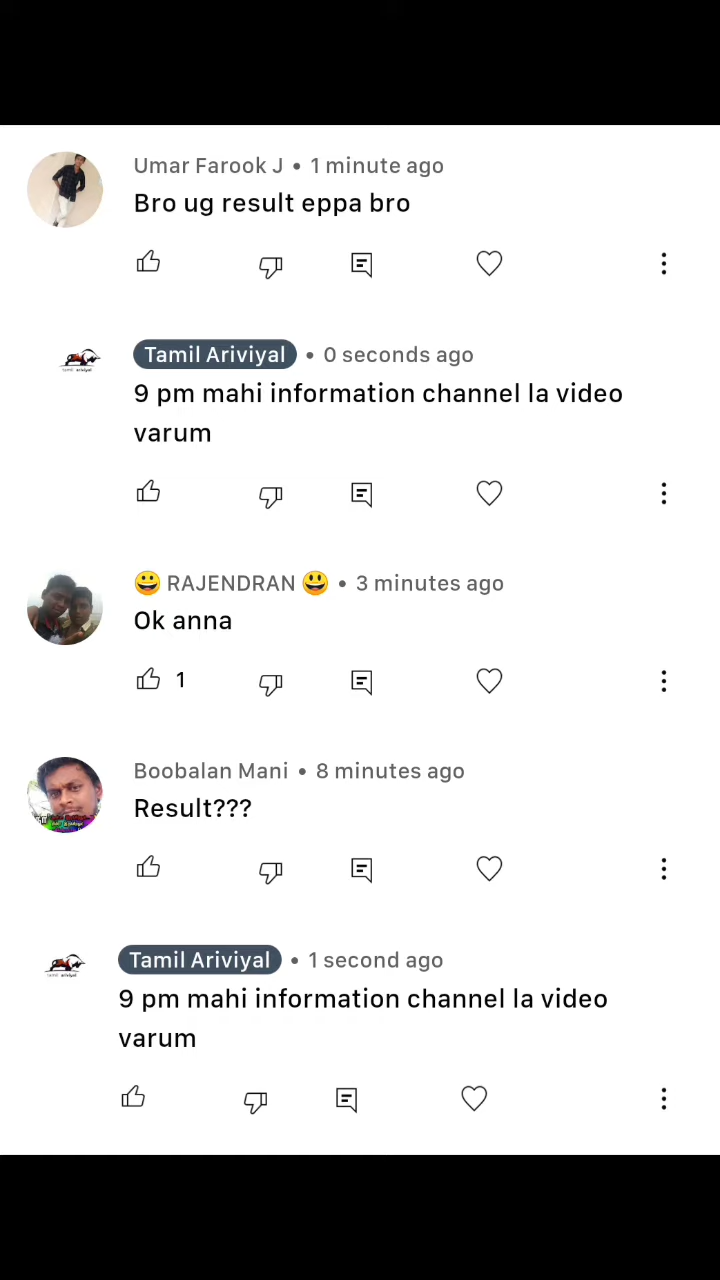 Umar Farook J • 1 minute ago
Bro ug result eppa bro
Tamil Ariviyal • 0 seconds ago
9 pm mahi information channel la video
varum
😀 RAJENDRAN 😃 • 3 minutes ago
Ok anna
1
Boobalan Mani • 8 minutes ago
Result???
Tamil Ariviyal • 1 second ago
9 pm mahi information channel la video
varum